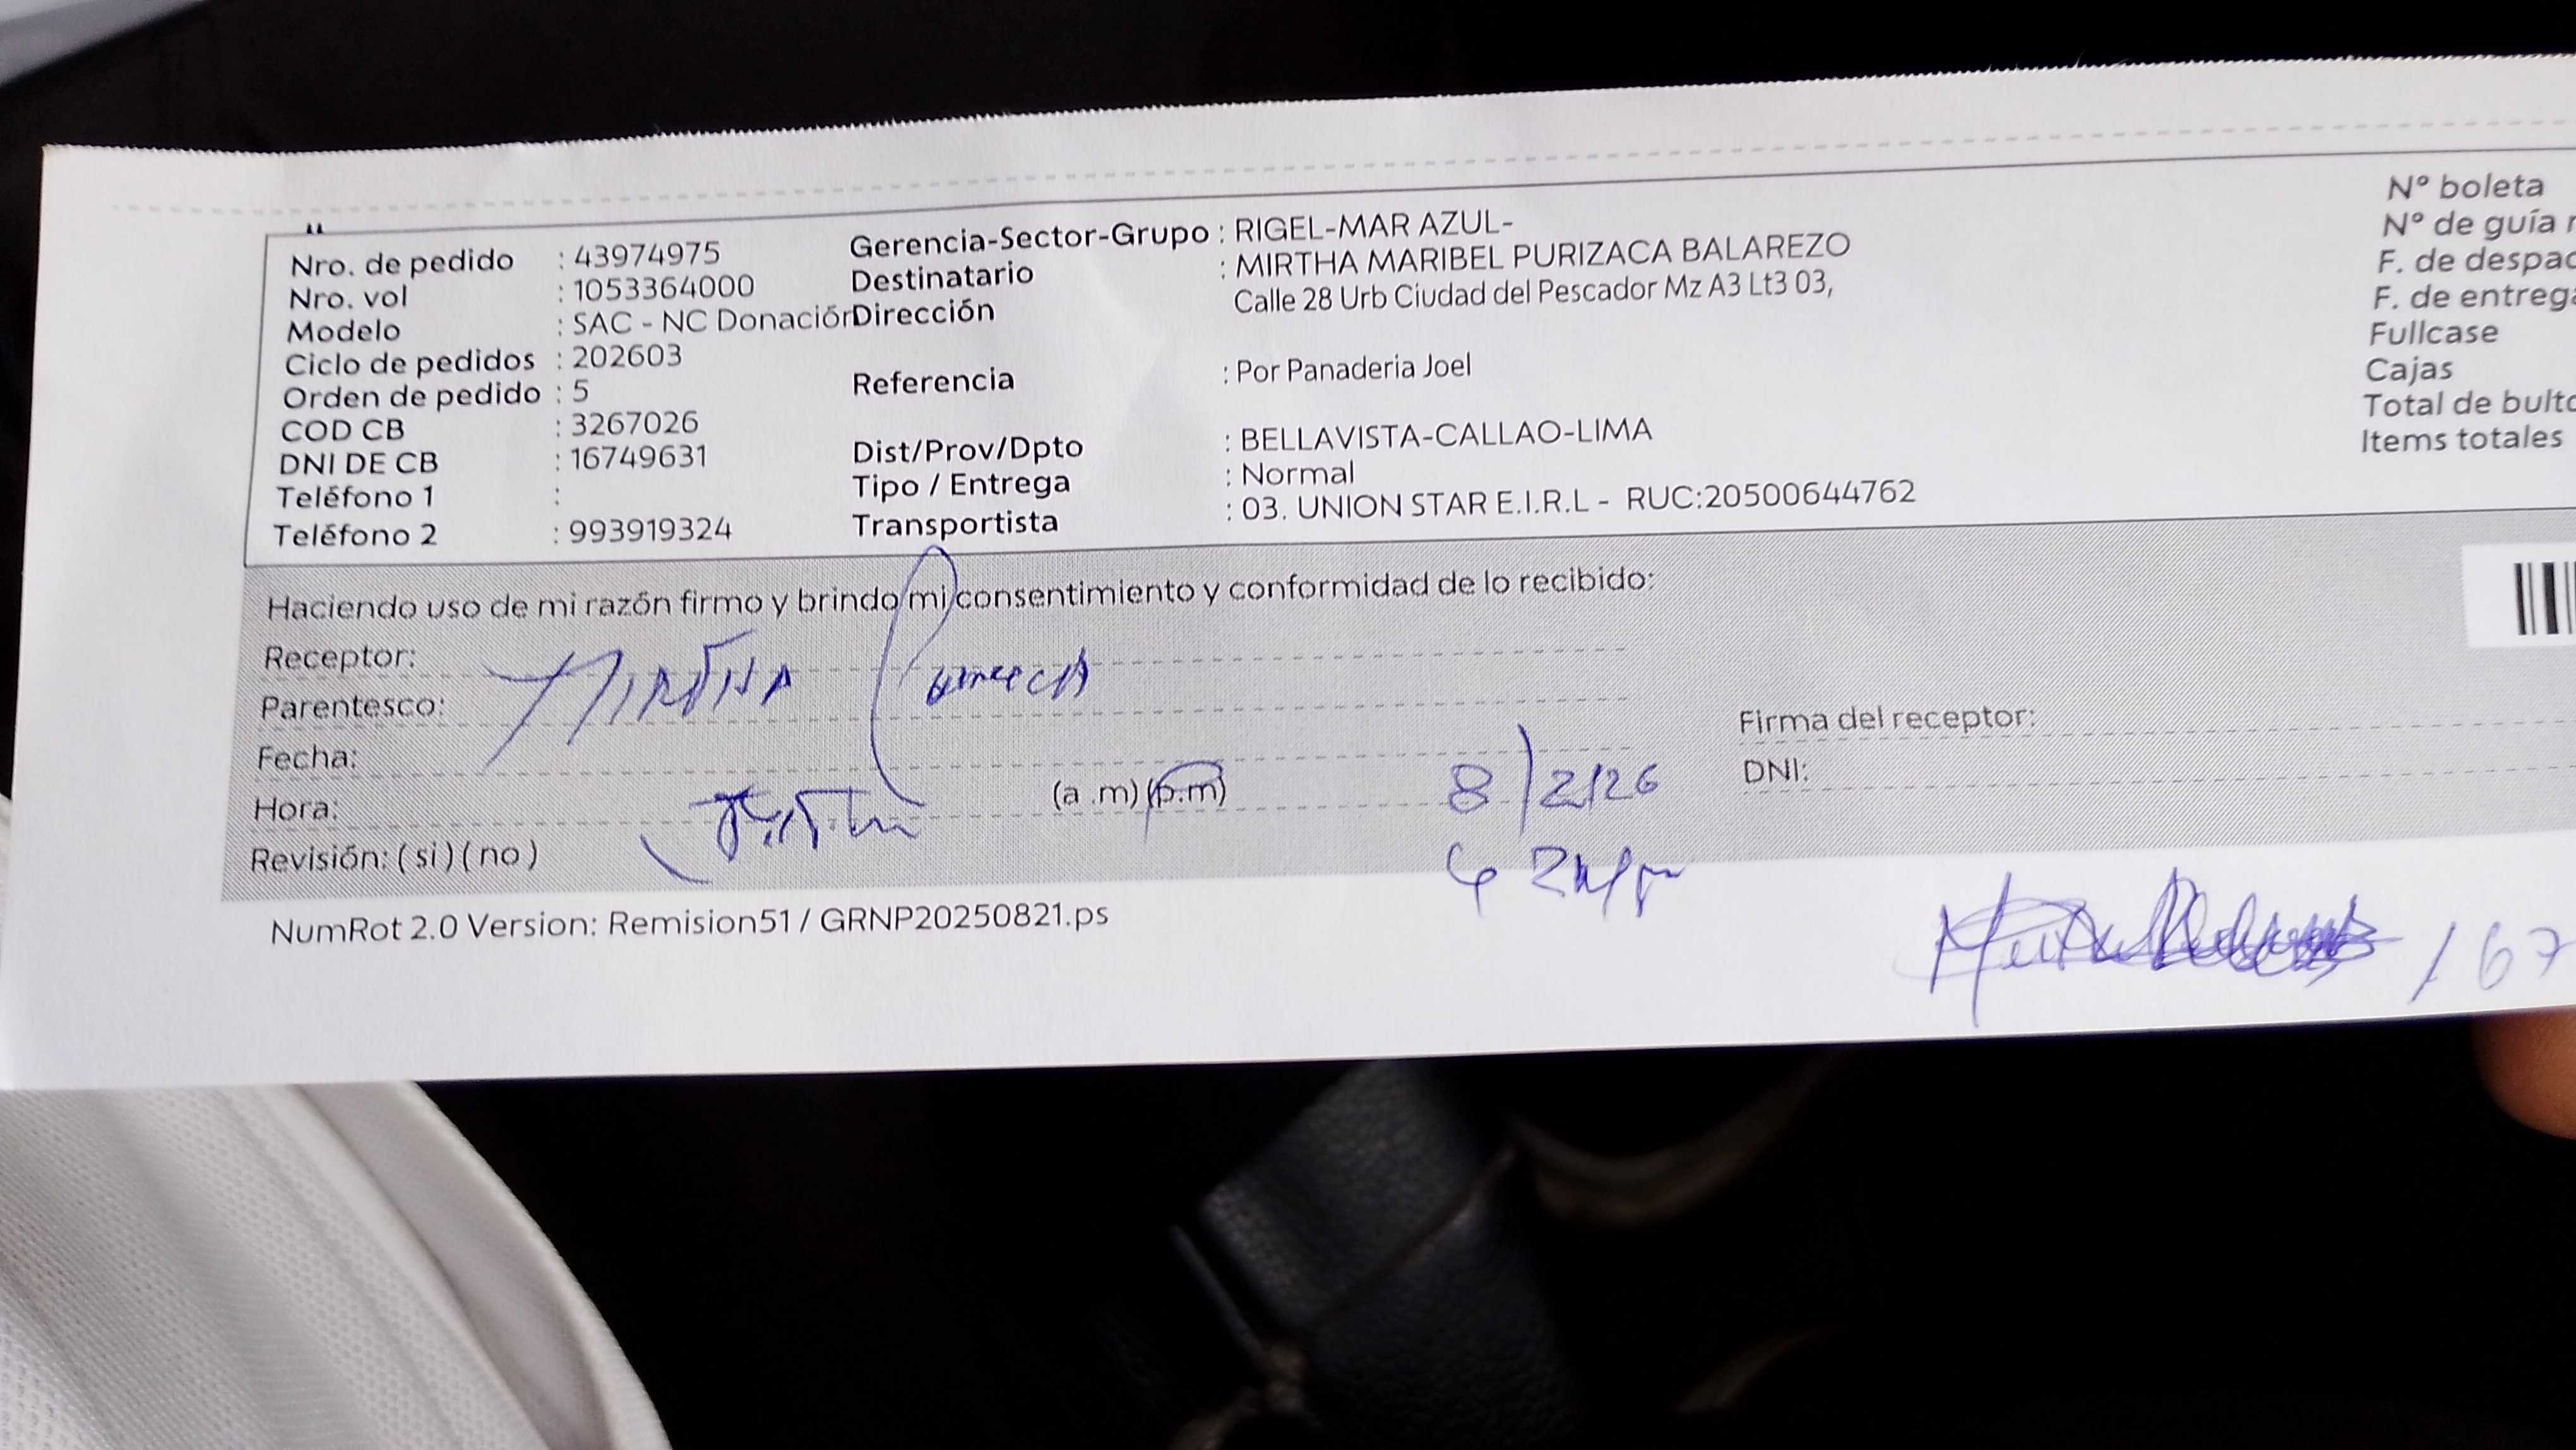 Nro. de pedido : 43974975
Nro. vol : 1053364000
Modelo : SAC - NC Donación
Ciclo de pedidos : 202603
Orden de pedido : 5
COD CB : 3267026
DNI DE CB : 16749631
Teléfono 1 :
Teléfono 2 : 993919324
Gerencia-Sector-Grupo : RIGEL-MAR AZUL-
Destinatario : MIRTHA MARIBEL PURIZACA BALAREZO
Dirección Calle 28 Urb Ciudad del Pescador Mz A3 Lt3 03,
Referencia : Por Panaderia Joel
Dist/Prov/Dpto : BELLAVISTA-CALLAO-LIMA
Tipo / Entrega : Normal
Transportista : 03. UNION STAR E.I.R.L - RUC:20500644762
Nº boleta
Nº de guía
F. de despac
F. de entrega
Fullcase
Cajas
Total de bulto
Items totales
Haciendo uso de mi razón firmo y brindo mi consentimiento y conformidad de lo recibido:
Receptor: MIRTHA
Parentesco:
Fecha:
Hora: (a .m) (p.m) 8/2/26
Revisión: ( si ) ( no )
Firma del receptor:
DNI:
167
NumRot 2.0 Version: Remision51 / GRNP20250821.ps